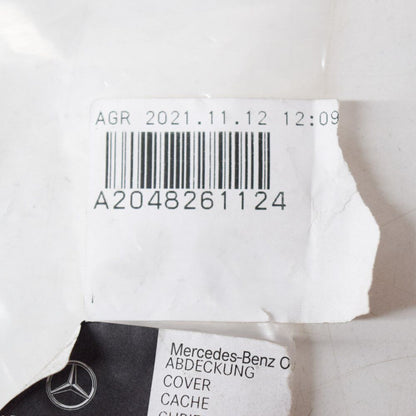 AGR 2021.11.12 12:09
A2048261124
Mercedes-Benz
ABDECKUNG
COVER
CACHE